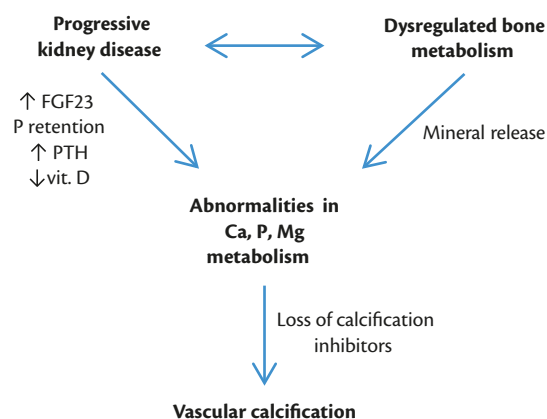 Progressive
kidney disease
Dysregulated bone
metabolism
↑ FGF23
P retention
↑ PTH
↓vit. D
Mineral release
Abnormalities in
Ca, P, Mg
metabolism
Loss of calcification
inhibitors
Vascular calcification